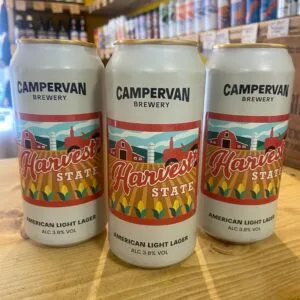 CAMPERVAN
BREWERY
Harvest
STATE
AMERICAN LIGHT LAGER
ALC 3.8% VOL
CAMPERVAN
BREWERY
Harvest
STATE
AMERICAN LIGHT LAGER
ALC 3.8% VOL
CAMPERVAN
BREWERY
Harvest
STATE
AMERICAN LIGHT LAGER
ALC 3.8% VOL